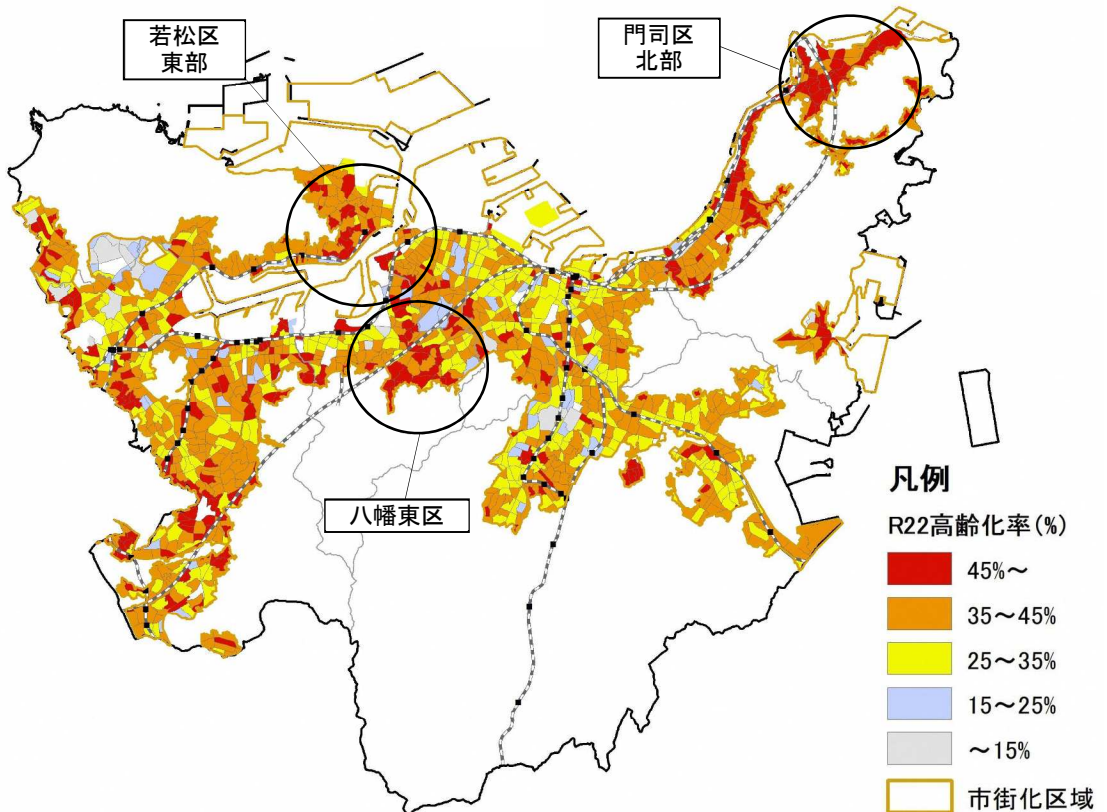 若松区
東部
門司区
北部
八幡東区
凡例
R22高齢化率(%)
45%～
35～45%
25～35%
15～25%
～15%
市街化区域